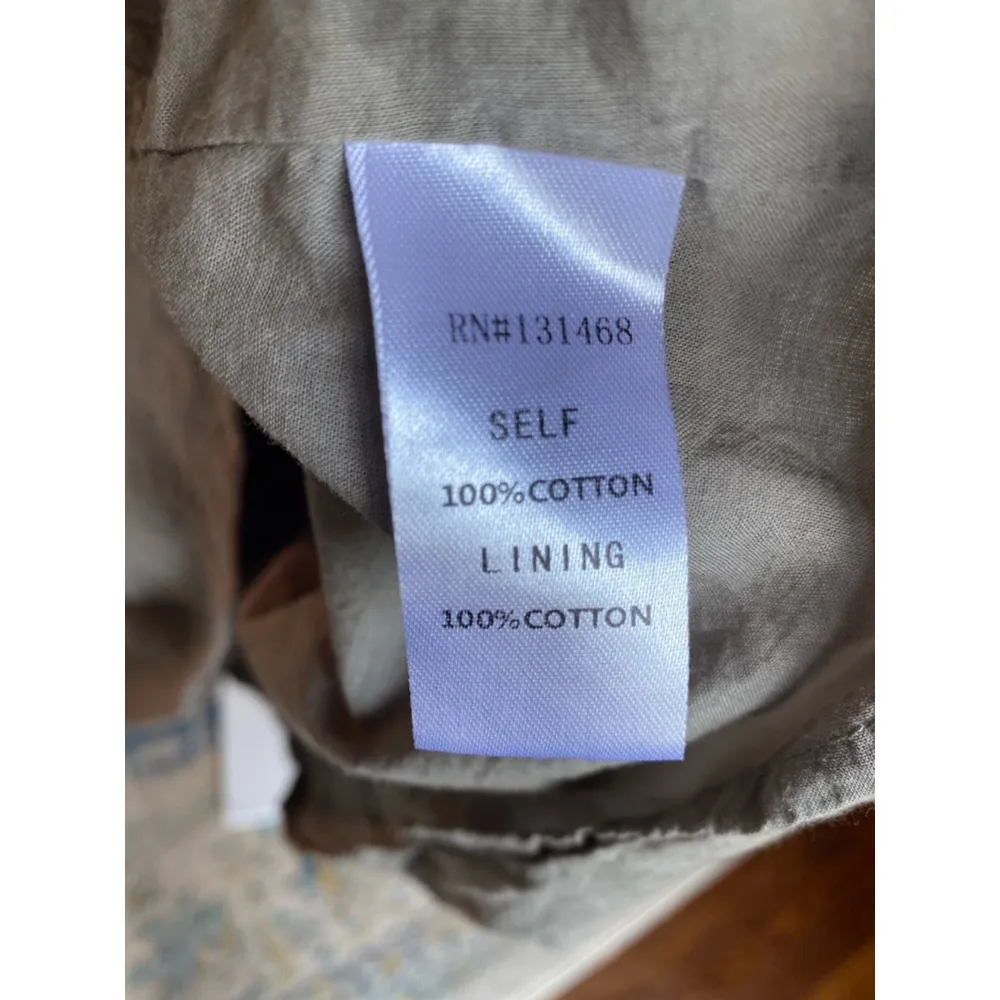 RN#131468
SELF
100%COTTON
LINING
100%COTTON